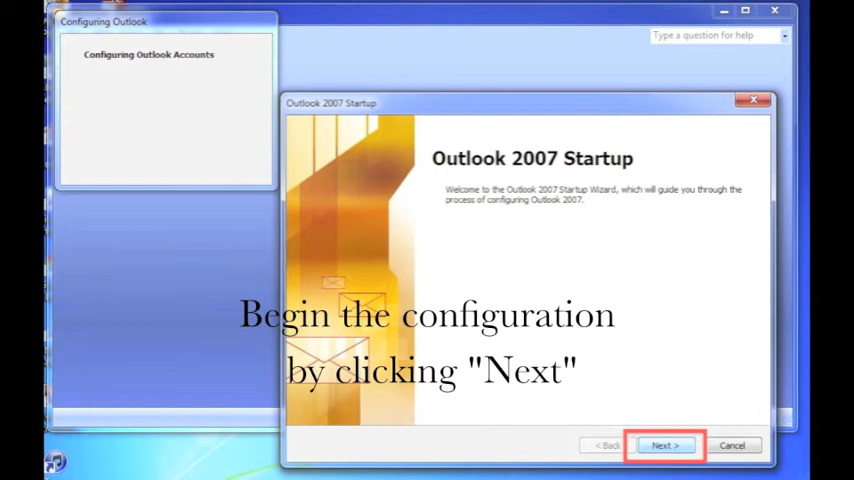 Configuring Outlook
Configuring Outlook Accounts
Type a question for help
Outlook 2007 Startup
Outlook 2007 Startup
Welcome to the Outlook 2007 Startup Wizard, which will guide you through the
process of configuring Outlook 2007.
Begin the configuration
by clicking "Next"
< Back
Next >
Cancel